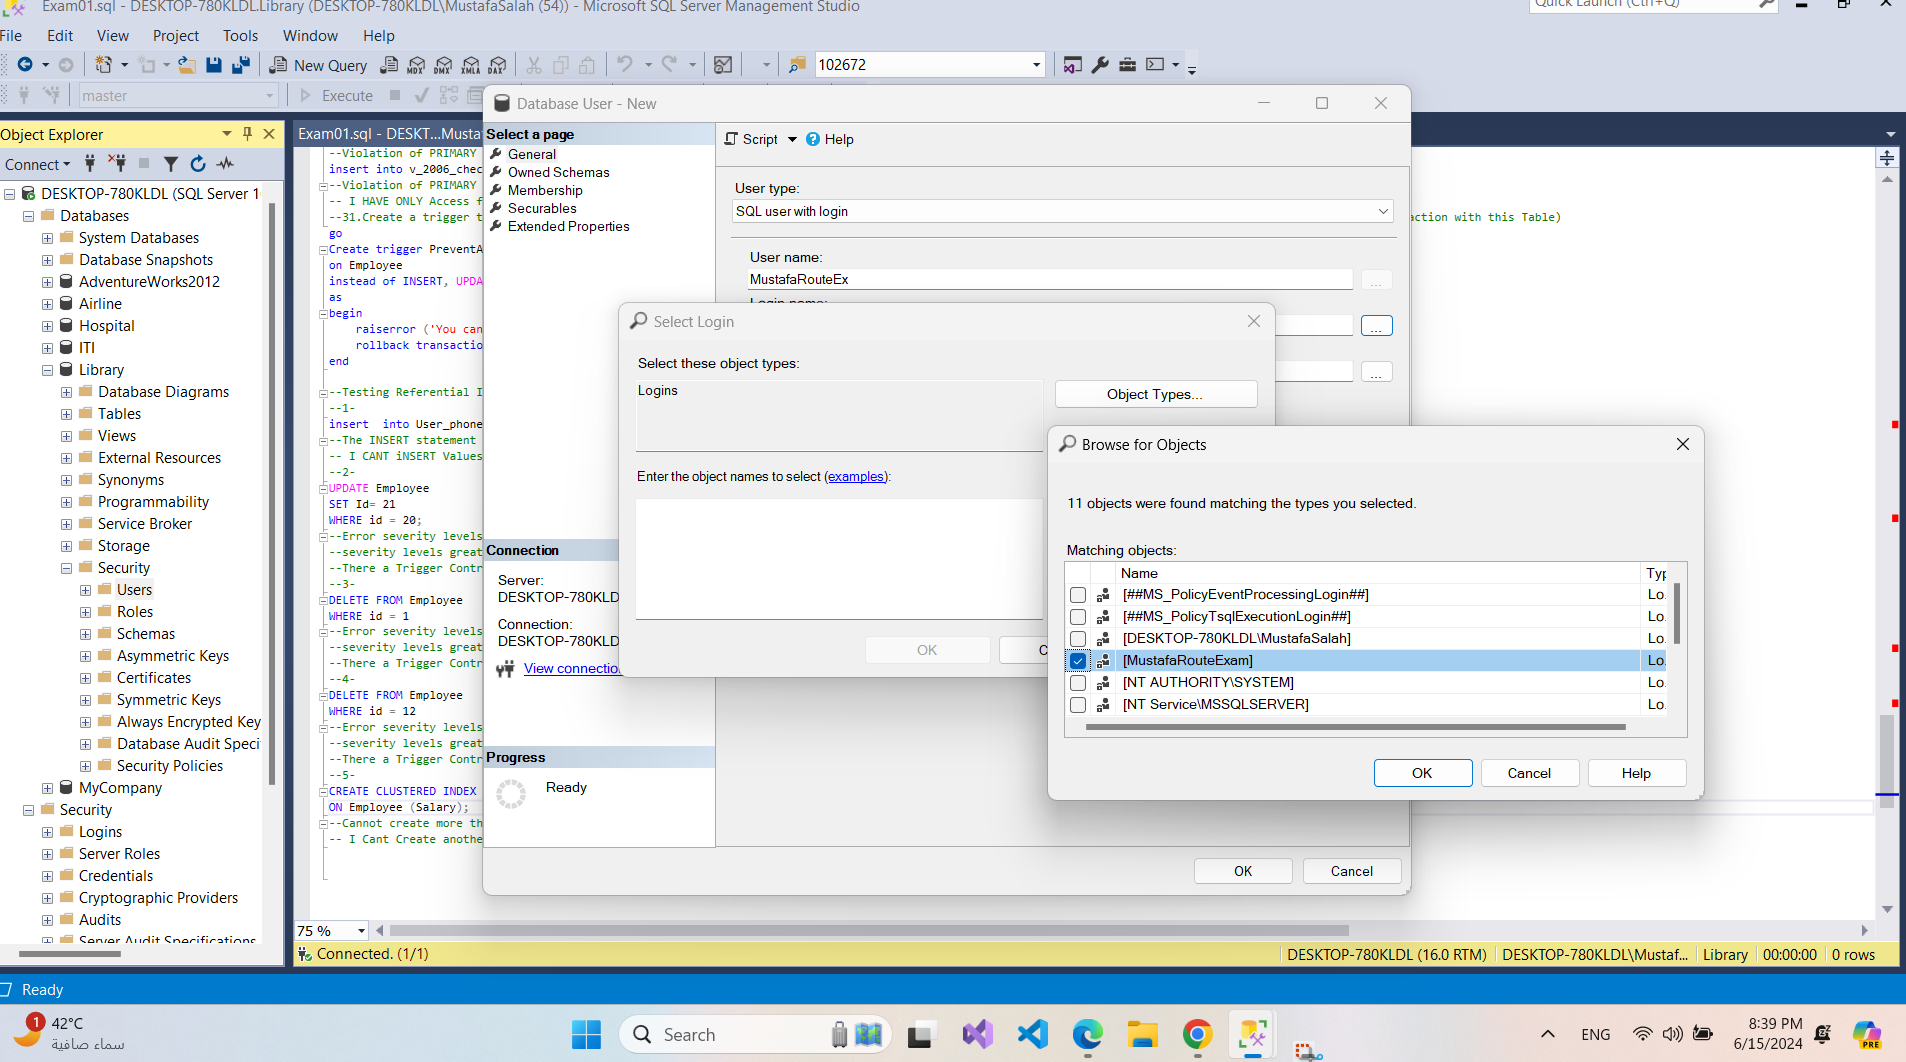 Exam01.sql - DESKTOP-780KLDL.Library (DESKTOP-780KLDL\MustafaSalah (54)) - Microsoft SQL Server Management Studio
Quick Launch (Ctrl+Q)
File Edit View Project Tools Window Help
New Query
MDX DMX XMLA DAX
102672
master
Execute
Object Explorer
Connect
DESKTOP-780KLDL (SQL Server 1
Databases
System Databases
Database Snapshots
AdventureWorks2012
Airline
Hospital
ITI
Library
Database Diagrams
Tables
Views
External Resources
Synonyms
Programmability
Service Broker
Storage
Security
Users
Roles
Schemas
Asymmetric Keys
Certificates
Symmetric Keys
Always Encrypted Key
Database Audit Speci
Security Policies
MyCompany
Security
Logins
Server Roles
Credentials
Cryptographic Providers
Audits
Server Audit Specifications
Exam01.sql - DESKT...Musta
--Violation of PRIMARY
insert into v_2006_chec
--Violation of PRIMARY
-- I HAVE ONLY Access f
--31.Create a trigger t
action with this Table)
go
Create trigger PreventA
on Employee
instead of INSERT, UPDA
as
begin
raiserror ('You can
rollback transactio
end
--Testing Referential I
--1-
insert into User_phone
--The INSERT statement
-- I CANT iNSERT Values
--2-
UPDATE Employee
SET Id= 21
WHERE id = 20;
--Error severity levels
--severity levels great
--There a Trigger Contr
--3-
DELETE FROM Employee
WHERE id = 1
--Error severity levels
--severity levels great
--There a Trigger Contr
--4-
DELETE FROM Employee
WHERE id = 12
--Error severity levels
--severity levels great
--There a Trigger Contr
--5-
CREATE CLUSTERED INDEX
ON Employee (Salary);
--Cannot create more th
-- I Cant Create anothe
75 %
Connected. (1/1)
DESKTOP-780KLDL (16.0 RTM) DESKTOP-780KLDL\Mustaf... Library 00:00:00 0 rows
Database User - New
Select a page
General
Owned Schemas
Membership
Securables
Extended Properties
Script Help
User type:
SQL user with login
User name:
MustafaRouteEx
...
Login name:
...
...
Connection
Server:
DESKTOP-780KLD
Connection:
DESKTOP-780KLD
View connectio
Progress
Ready
OK Cancel
Select Login
Select these object types:
Logins
Object Types...
Enter the object names to select (examples):
OK
C
Browse for Objects
11 objects were found matching the types you selected.
Matching objects:
Name Typ
[##MS_PolicyEventProcessingLogin##] Lo.
[##MS_PolicyTsqlExecutionLogin##] Lo.
[DESKTOP-780KLDL\MustafaSalah] Lo.
[MustafaRouteExam] Lo.
[NT AUTHORITY\SYSTEM] Lo.
[NT Service\MSSQLSERVER] Lo.
OK Cancel Help
Ready
1
42°C
سماء صافية
Search
ENG
8:39 PM
6/15/2024
PRE